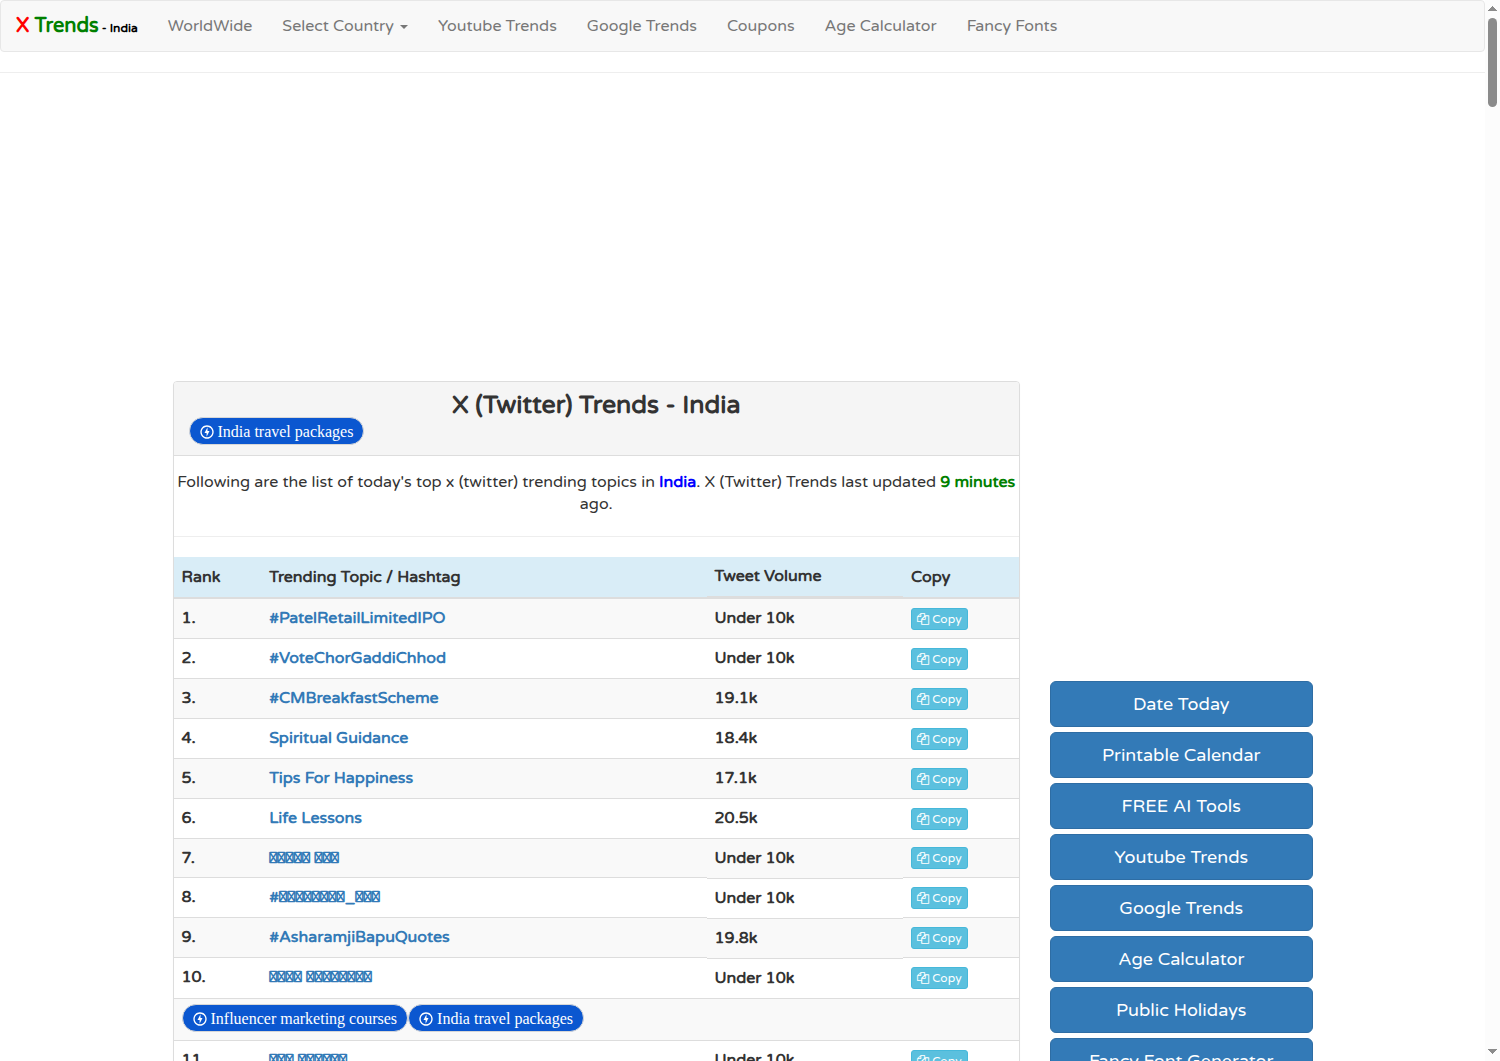 X Trends - India WorldWide Select Country Youtube Trends Google Trends Coupons Age Calculator Fancy Fonts
X (Twitter) Trends - India
India travel packages
Following are the list of today's top x (twitter) trending topics in India. X (Twitter) Trends last updated 9 minutes
ago.
Rank Trending Topic / Hashtag Tweet Volume Copy
1. #PatelRetailLimitedIPO Under 10k Copy
2. #VoteChorGaddiChhod Under 10k Copy
3. #CMBreakfastScheme 19.1k Copy
4. Spiritual Guidance 18.4k Copy
5. Tips For Happiness 17.1k Copy
6. Life Lessons 20.5k Copy
7. Under 10k Copy
8. Under 10k Copy
9. #AsharamjiBapuQuotes 19.8k Copy
10. Under 10k Copy
Influencer marketing courses India travel packages
11. Under 10k Copy
Date Today
Printable Calendar
FREE AI Tools
Youtube Trends
Google Trends
Age Calculator
Public Holidays
Fancy Font Generator